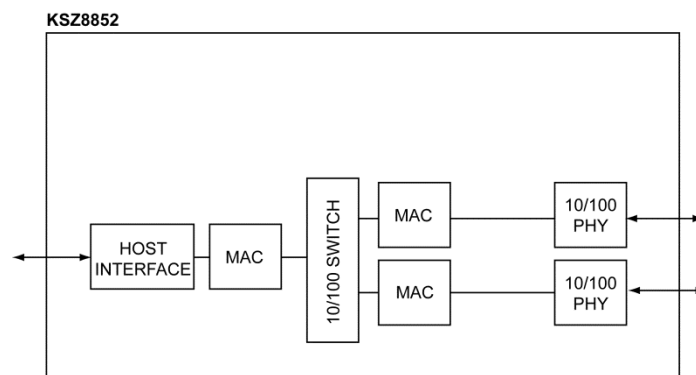 KSZ8852
HOST
INTERFACE
MAC
10/100 SWITCH
MAC
10/100
PHY
MAC
10/100
PHY